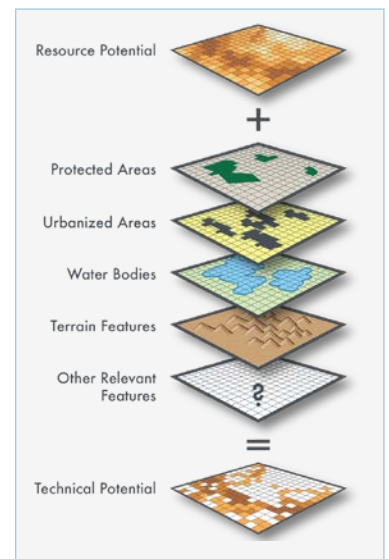 Resource Potential
+
Protected Areas
Urbanized Areas
Water Bodies
Terrain Features
Other Relevant
Features
?
=
Technical Potential